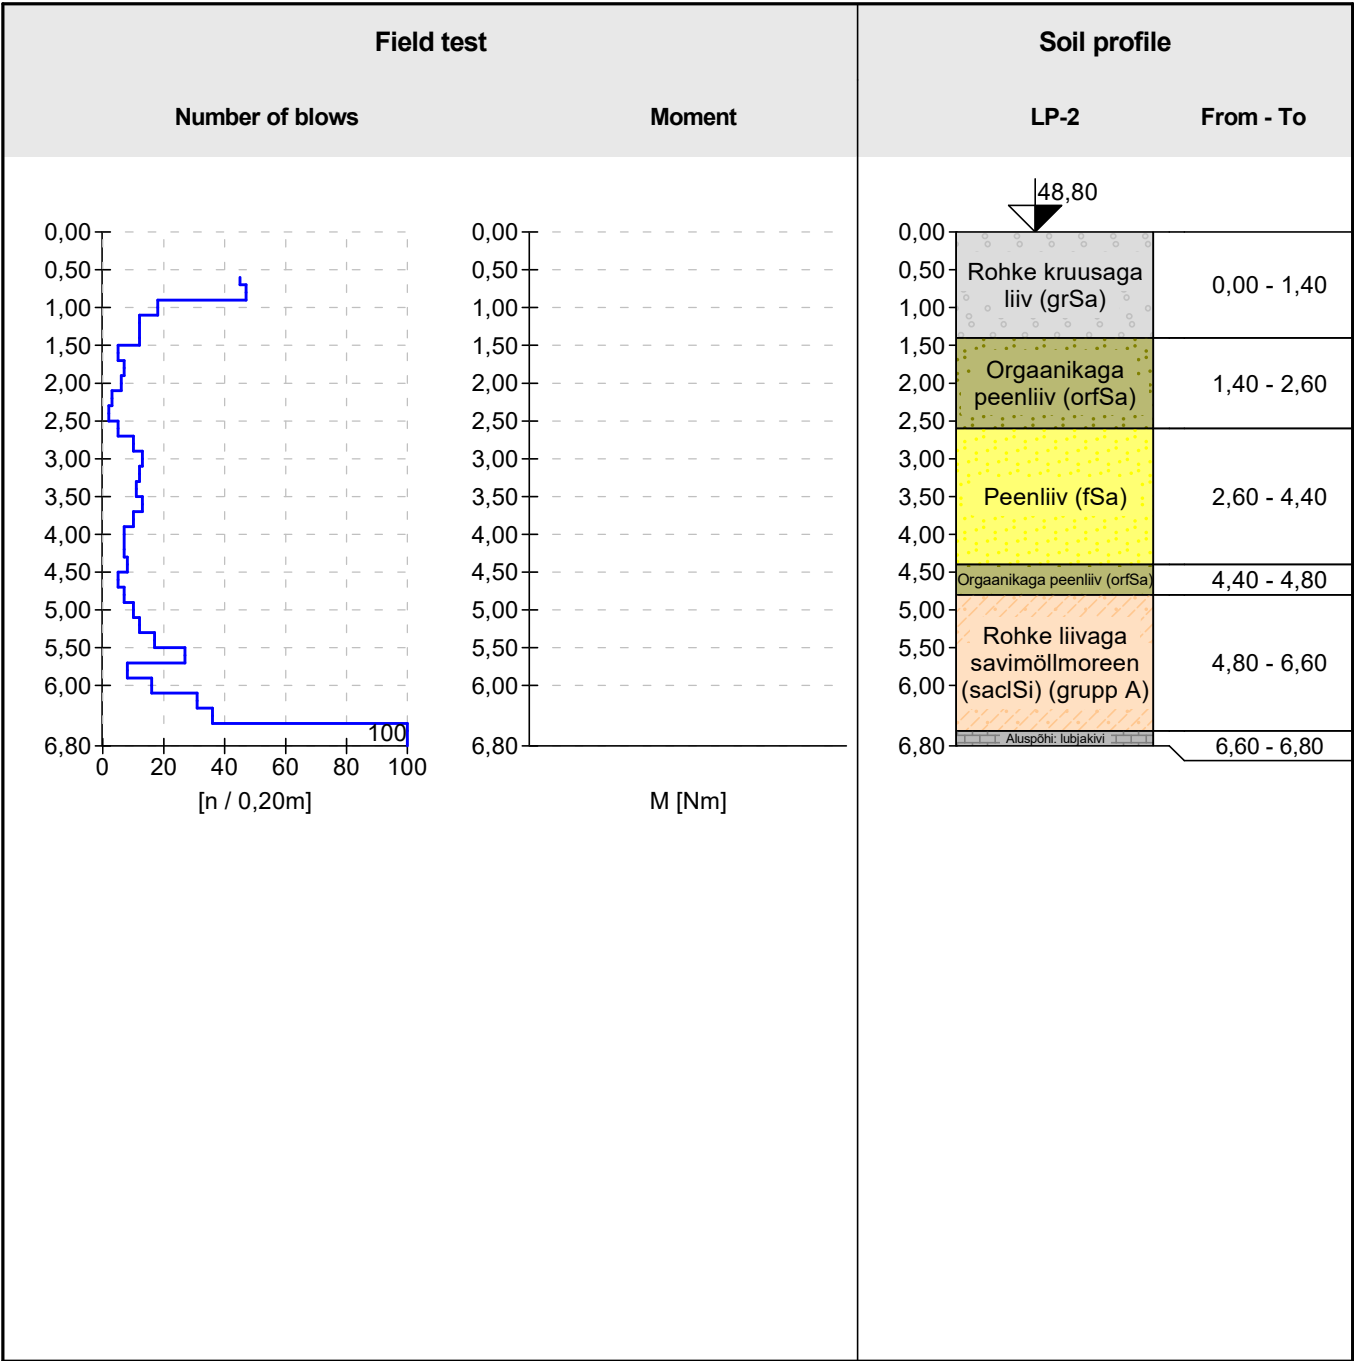 Field test
Soil profile
Number of blows
Moment
LP-2
From - To
48,80
0,00
0,50
1,00
1,50
2,00
2,50
3,00
3,50
4,00
4,50
5,00
5,50
6,00
6,80
100
0 20 40 60 80 100
[n / 0,20m]
0,00
0,50
1,00
1,50
2,00
2,50
3,00
3,50
4,00
4,50
5,00
5,50
6,00
6,80
M [Nm]
0,00
0,50
1,00
1,50
2,00
2,50
3,00
3,50
4,00
4,50
5,00
5,50
6,00
6,80
Rohke kruusaga
liiv (grSa)
0,00 - 1,40
Orgaanikaga
peenliiv (orfSa)
1,40 - 2,60
Peenliiv (fSa)
2,60 - 4,40
Orgaanikaga peenliiv (orfSa)
4,40 - 4,80
Rohke liivaga
savimöllmoreen
(saclSi) (grupp A)
4,80 - 6,60
Aluspõhi: lubjakivi
6,60 - 6,80